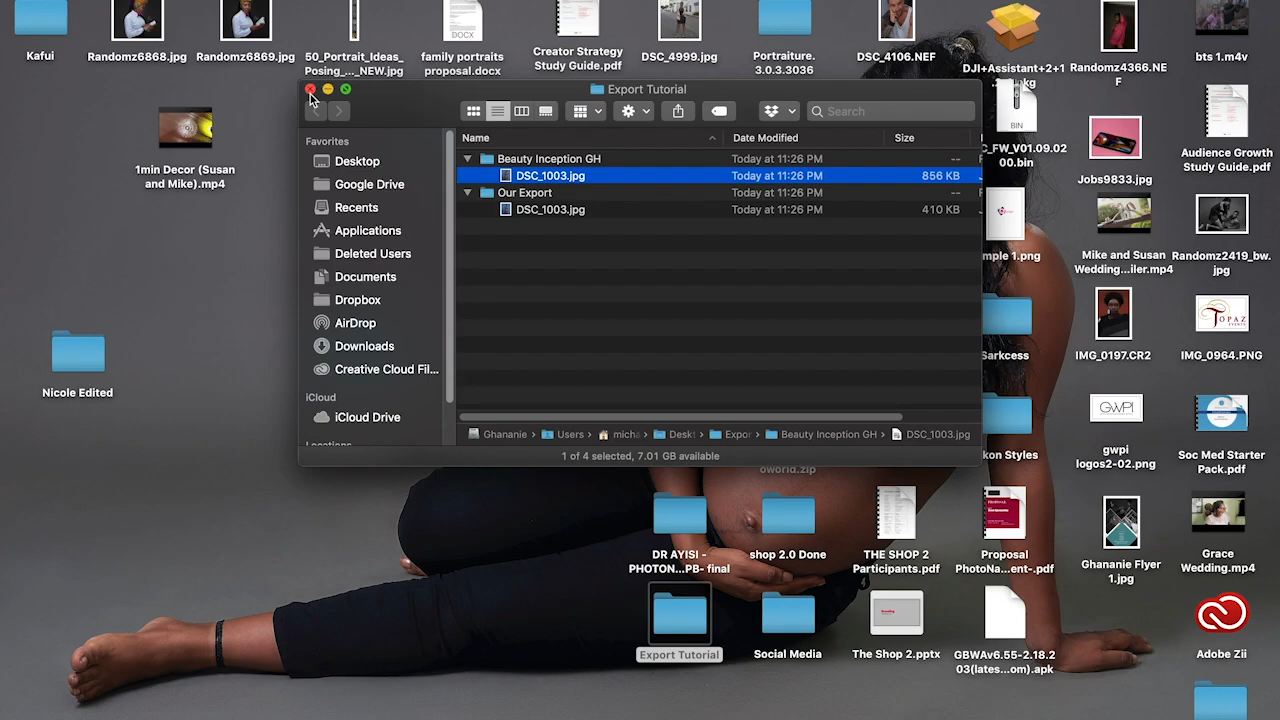 Kafui
Randomz6868.jpg
Randomz6869.jpg
50_Portrait_Ideas_
Posing_..._NEW.jpg
DOCX
family portraits
proposal.docx
Creator Strategy
Study Guide.pdf
DSC_4990.jpg
Portraiture.
3.0.3.3036
DSC_4106.NEF
DJI+Assistant+2+1
Randomz4366.NE
F
bts 1.m4v
1min Decor (Susan
and Mike).mp4
Export Tutorial
Search
Favorites
Desktop
Google Drive
Recents
Applications
Deleted Users
Documents
Dropbox
AirDrop
Downloads
Creative Cloud Fil...
iCloud
iCloud Drive
Locations
Name
Date Modified
Size
Beauty Inception GH
Today at 11:26 PM
--
DSC_1003.jpg
Today at 11:26 PM
856 KB
Our Export
Today at 11:26 PM
--
DSC_1003.jpg
Today at 11:26 PM
410 KB
Ghananie
Users
micha
Desk
Expo
Beauty Inception GH
DSC_1003.jpg
1 of 4 selected, 7.01 GB available
BIN
C_FW_V01.09.02
00.bin
Jobs9833.jpg
Audience Growth
Study Guide.pdf
mple 1.png
Mike and Susan
Wedding...iler.mp4
Randomz2419_bw.
jpg
Sarkcess
IMG_0197.CR2
TOPAZ
EVENTS
IMG_0964.PNG
Nicole Edited
kon Styles
GWPI
gwpi
logos2-02.png
Soc Med Starter
Pack.pdf
oworld.zip
DR AYISI -
PHOTON...PB- final
shop 2.0 Done
THE SHOP 2
Participants.pdf
Proposal
PhotoNa...ent-.pdf
Ghananie Flyer
1.jpg
Grace
Wedding.mp4
Export Tutorial
Social Media
The Shop 2.pptx
GBWAv6.55-2.18.2
03(lates...om).apk
Adobe Zii